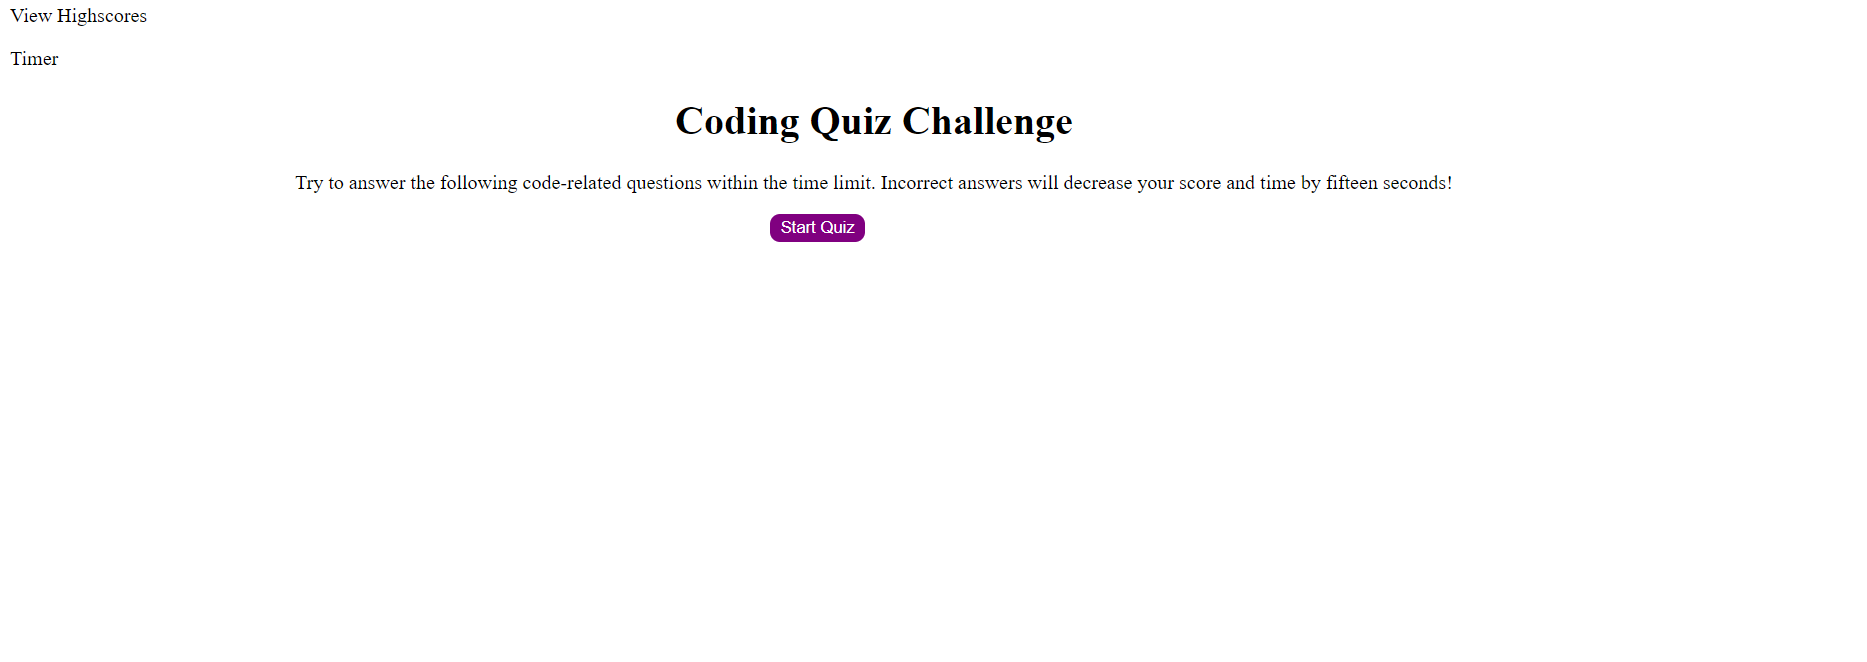 View Highscores
Timer
Coding Quiz Challenge
Try to answer the following code-related questions within the time limit. Incorrect answers will decrease your score and time by fifteen seconds!
Start Quiz